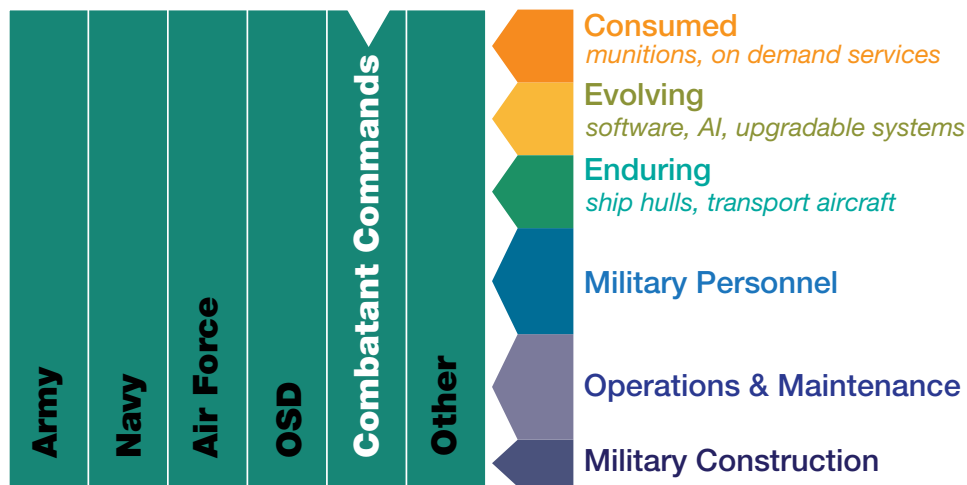 Army
Navy
Air Force
OSD
Combatant Commands
Other
Consumed
munitions, on demand services
Evolving
software, AI, upgradable systems
Enduring
ship hulls, transport aircraft
Military Personnel
Operations & Maintenance
Military Construction